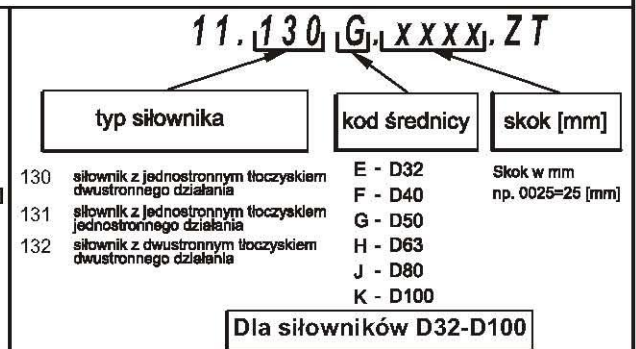 11.130 G.xxxx.ZT
typ siłownika
kod średnicy
skok [mm]
130 siłownik z jednostronnym tłoczyskiem
dwustronnego działania
131 siłownik z jednostronnym tłoczyskiem
jednostronnego działania
132 siłownik z dwustronnym tłoczyskiem
dwustronnego działania
E - D32
F - D40
G - D50
H - D63
J - D80
K - D100
Skok w mm
np. 0025=25 [mm]
Dla siłowników D32-D100